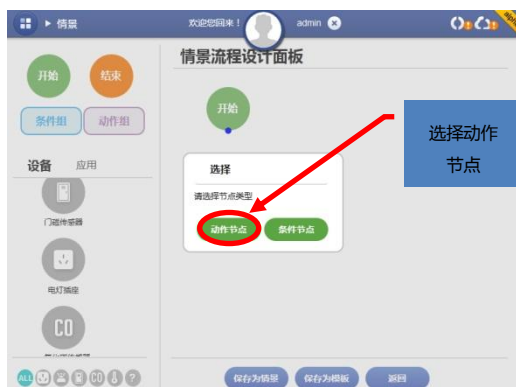 情景
欢迎您回来！
admin
alpha
开始
结束
条件组
动作组
设备
应用
门磁传感器
电灯插座
CO
ALL
CO
?
情景流程设计面板
开始
选择
请选择节点类型
动作节点
条件节点
选择动作
节点
保存为情景
保存为模板
返回